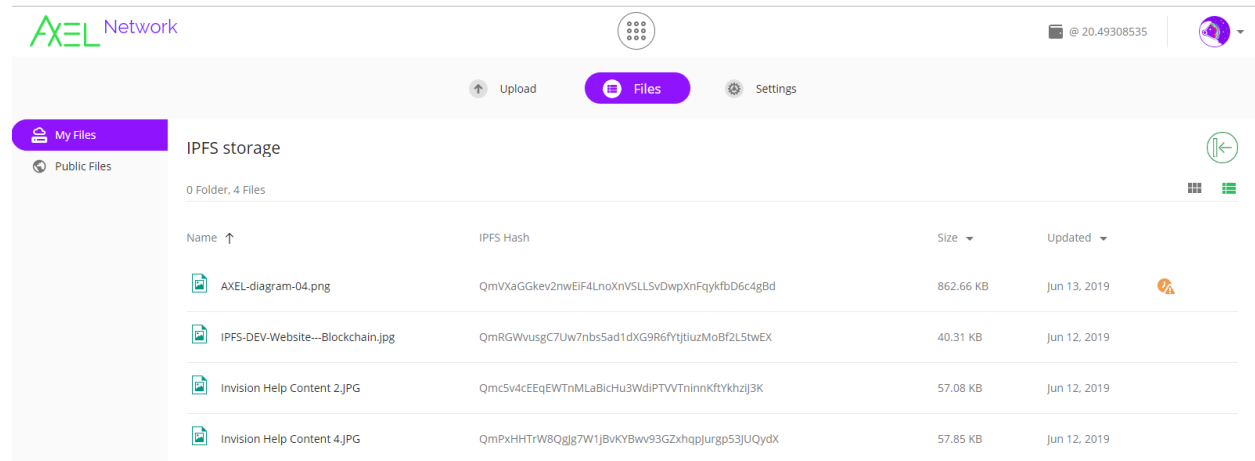 AXEL Network
@ 20.49308535
Upload Files Settings
My Files
Public Files
IPFS storage
0 Folder, 4 Files
Name IPFS Hash Size Updated
AXEL-diagram-04.png QmVXaGGkev2nwEiF4LnoXnVSLLSvDwpXnFqykfbD6c4gBd 862.66 KB Jun 13, 2019
IPFS-DEV-Website---Blockchain.jpg QmRGWvusgC7Uw7nbs5ad1dXG9R6fYtjtiuzMoBf2L5twEX 40.31 KB Jun 12, 2019
Invision Help Content 2.JPG Qmc5v4cEEqEWTnMLaBicHu3WdiPTVVTninnKftYkhziJ3K 57.08 KB Jun 12, 2019
Invision Help Content 4.JPG QmPxHHTrW8QgJg7W1jBvKYBwv93GZxhqpJurgp53JUQydX 57.85 KB Jun 12, 2019